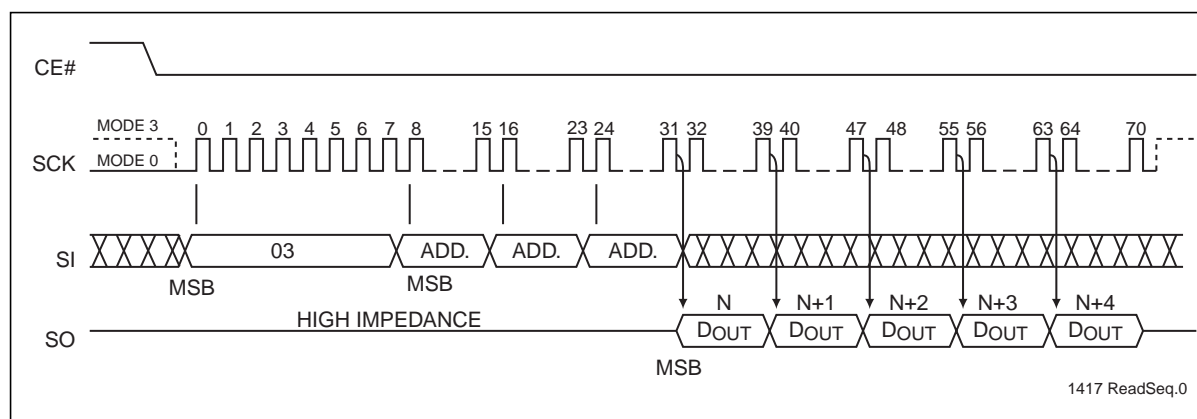 CE#
MODE 3
0 1 2 3 4 5 6 7 8 15 16 23 24 31 32 39 40 47 48 55 56 63 64 70
SCK
MODE 0
SI
03 ADD. ADD. ADD.
MSB MSB
N N+1 N+2 N+3 N+4
HIGH IMPEDANCE
SO
DOUT DOUT DOUT DOUT DOUT
MSB
1417 ReadSeq.0